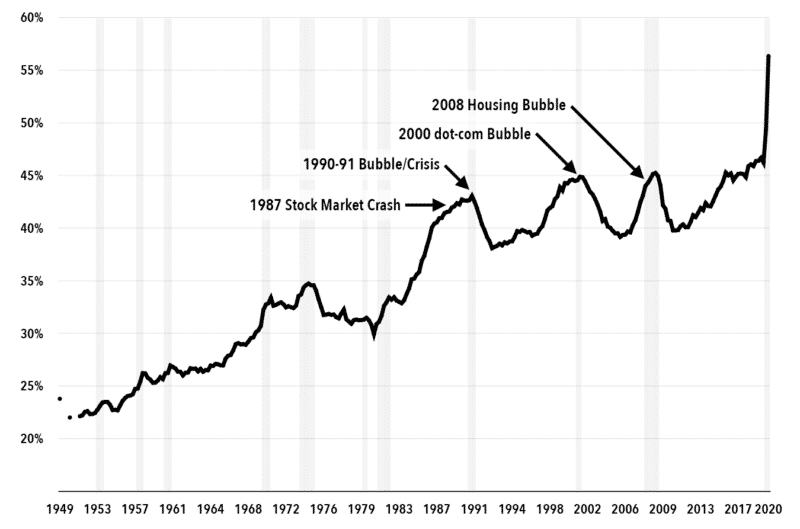 60%
55%
50%
45%
40%
35%
30%
25%
20%
2008 Housing Bubble
2000 dot-com Bubble
1990-91 Bubble/Crisis
1987 Stock Market Crash
1949 1953 1957 1961 1964 1968 1972 1976 1979 1983 1987 1991 1994 1998 2002 2006 2009 2013 2017 2020